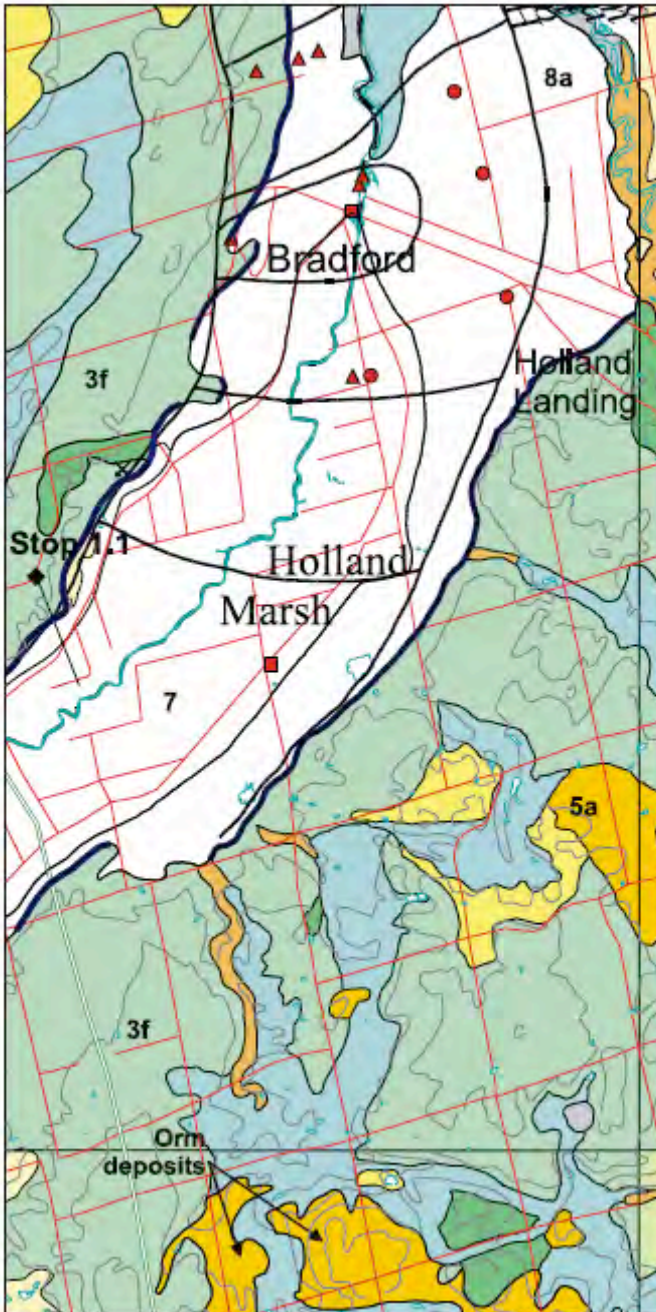 8a
Bradford
3f
Holland
Landing
Stop 1.1
Holland
Marsh
7
5a
3f
Orm
deposits